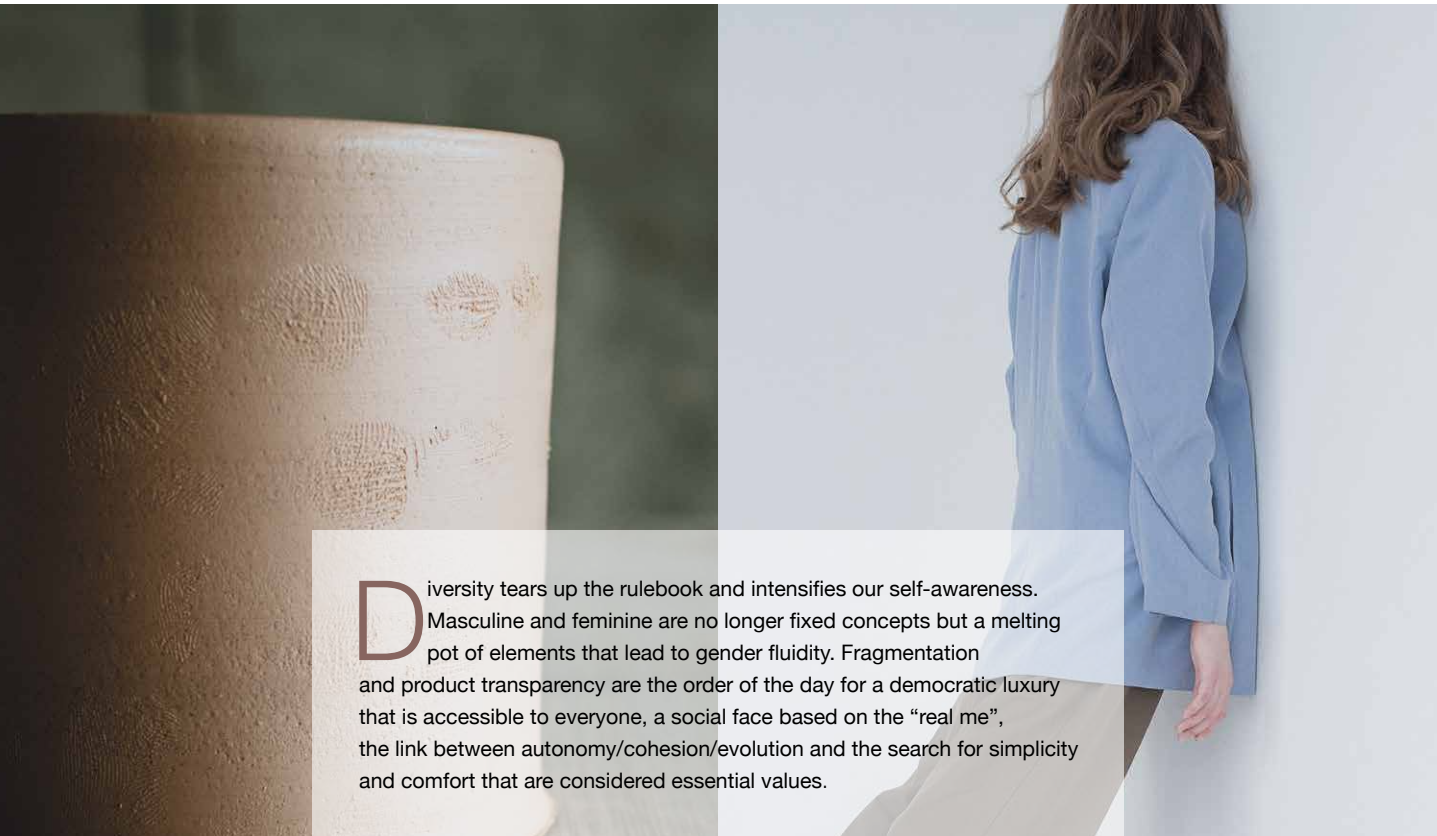 Diversity tears up the rulebook and intensifies our self-awareness.
Masculine and feminine are no longer fixed concepts but a melting
pot of elements that lead to gender fluidity. Fragmentation
and product transparency are the order of the day for a democratic luxury
that is accessible to everyone, a social face based on the “real me”,
the link between autonomy/cohesion/evolution and the search for simplicity
and comfort that are considered essential values.